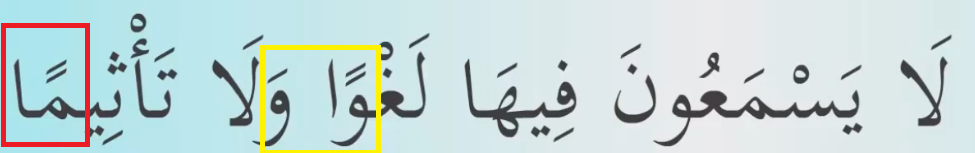 لَا يَسْمَعُونَ فِيهَا لَغْوًا وَلَا تَأْثِيمًا